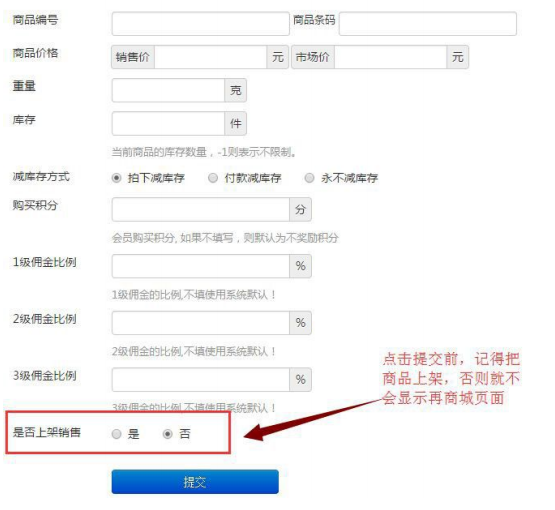 商品编号 商品条码
商品价格 销售价 元 市场价 元
重量 克
库存 件
当前商品的库存数量，-1则表示不限制。
减库存方式 拍下减库存 付款减库存 永不减库存
购买积分 分
会员购买积分, 如果不填写，则默认为不奖励积分
1级佣金比例 %
1级佣金的比例,不填使用系统默认！
2级佣金比例 %
2级佣金的比例,不填使用系统默认！
点击提交前，记得把
商品上架，否则就不
会显示再商城页面
3级佣金比例 %
3级佣金的比例,不填使用系统默认！
是否上架销售 是 否
提交